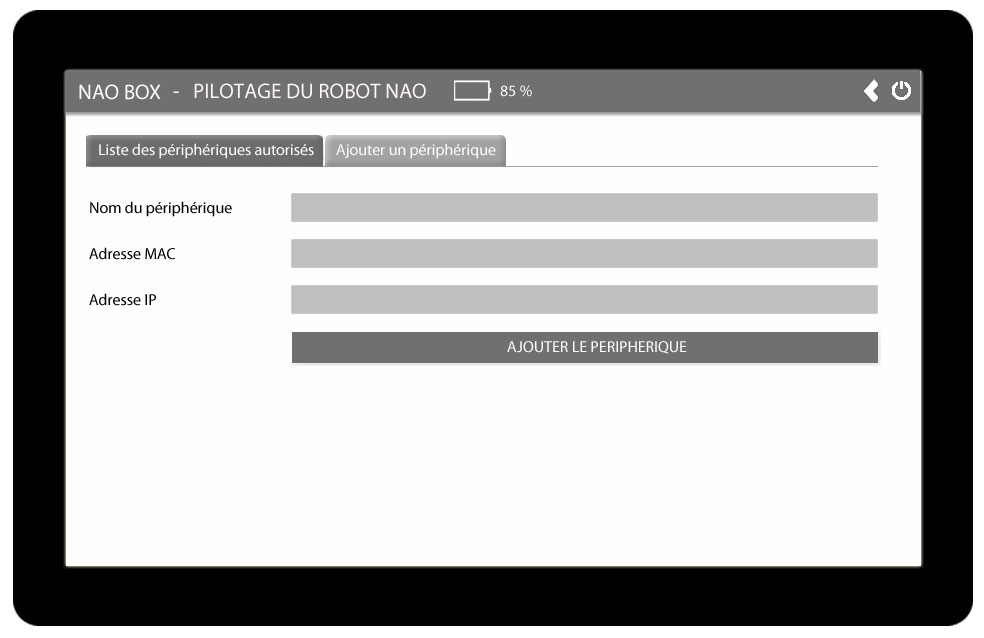 NAO BOX - PILOTAGE DU ROBOT NAO 85 %
Liste des périphériques autorisés Ajouter un périphérique
Nom du périphérique
Adresse MAC
Adresse IP
AJOUTER LE PERIPHERIQUE